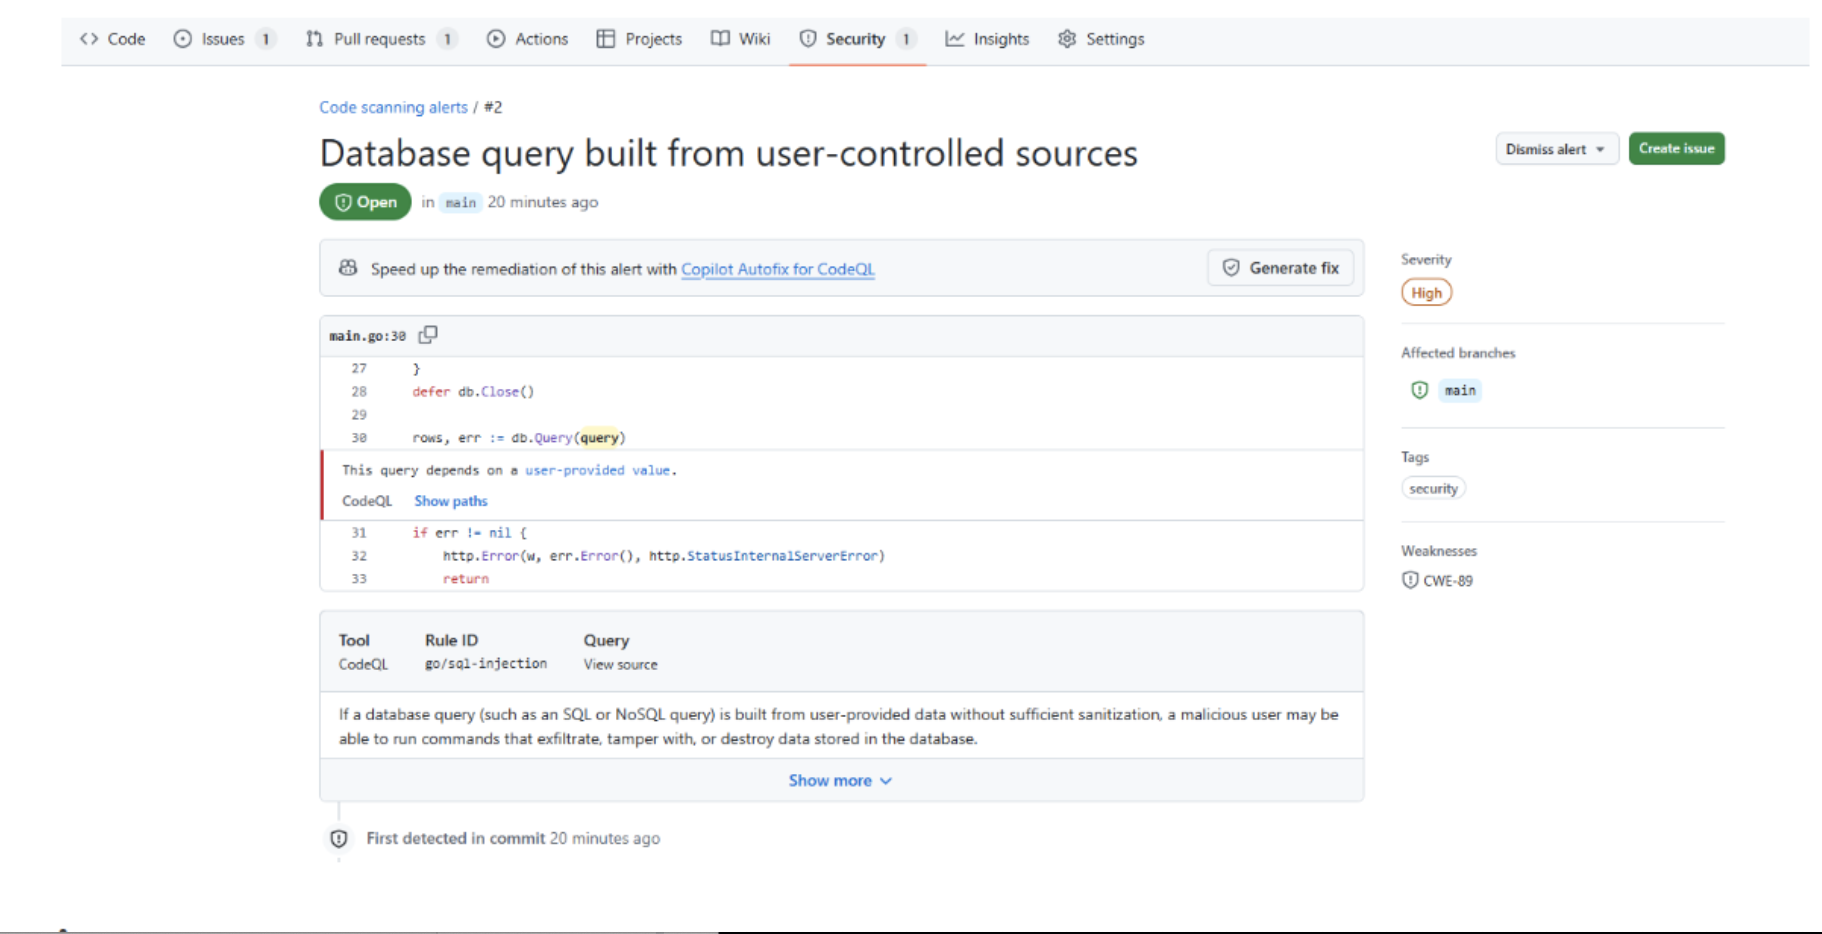 <> Code Issues 1 Pull requests 1 Actions Projects Wiki Security 1 Insights Settings
Code scanning alerts / #2
Database query built from user-controlled sources
Dismiss alert Create issue
Open in main 20 minutes ago
Speed up the remediation of this alert with Copilot Autofix for CodeQL Generate fix
Severity
High
Affected branches
main
Tags
security
Weaknesses
CWE-89
main.go:30
27 }
28 defer db.Close()
29
30 rows, err := db.Query(query)
This query depends on a user-provided value.
CodeQL Show paths
31 if err != nil {
32 http.Error(w, err.Error(), http.StatusInternalServerError)
33 return
Tool Rule ID Query
CodeQL go/sql-injection View source
If a database query (such as an SQL or NoSQL query) is built from user-provided data without sufficient sanitization, a malicious user may be
able to run commands that exfiltrate, tamper with, or destroy data stored in the database.
Show more
First detected in commit 20 minutes ago